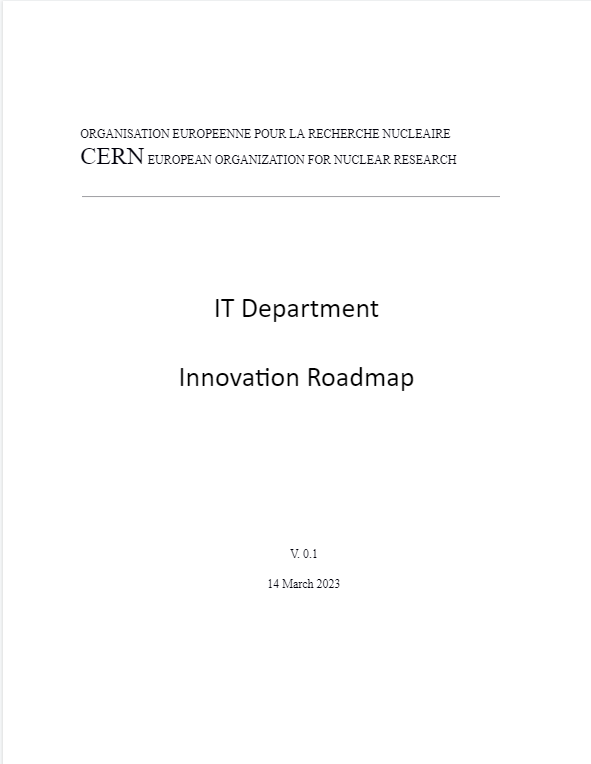 ORGANISATION EUROPEENNE POUR LA RECHERCHE NUCLEAIRE
CERN EUROPEAN ORGANIZATION FOR NUCLEAR RESEARCH
IT Department
Innovation Roadmap
V. 0.1
14 March 2023